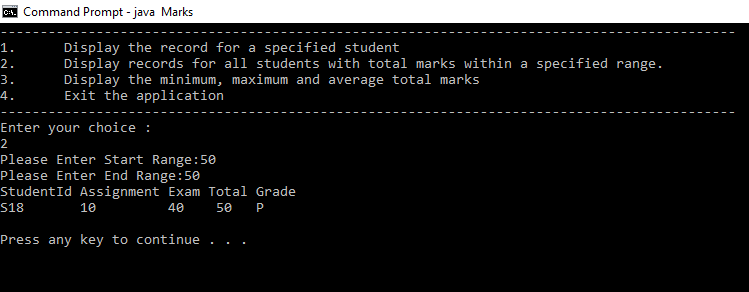 Command Prompt - java  Marks
--------------------------------------------------------------------------------------------
1.      Display the record for a specified student
2.      Display records for all students with total marks within a specified range.
3.      Display the minimum, maximum and average total marks
4.      Exit the application
--------------------------------------------------------------------------------------------
Enter your choice :
2
Please Enter Start Range:50
Please Enter End Range:50
StudentId Assignment Exam Total Grade
S18       10         40    50   P
Press any key to continue . . .